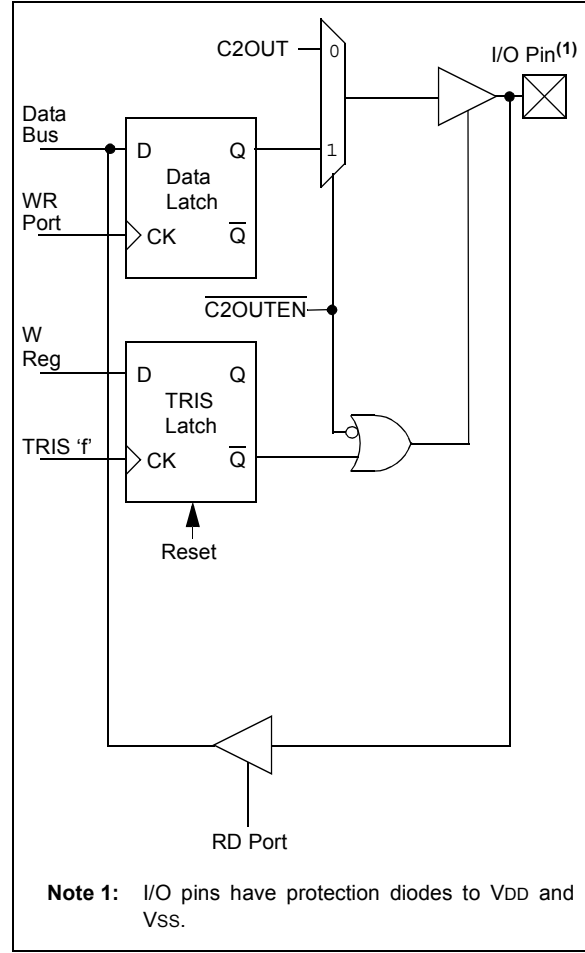 C2OUT
0
I/O Pin(1)
Data
Bus
D
Q
1
Data
Latch
WR
Port
CK
Q̅
C̅2̅O̅U̅T̅E̅N̅
W
Reg
D
Q
TRIS
Latch
TRIS 'f'
CK
Q̅
Reset
RD Port
Note 1: I/O pins have protection diodes to VDD and
VSS.